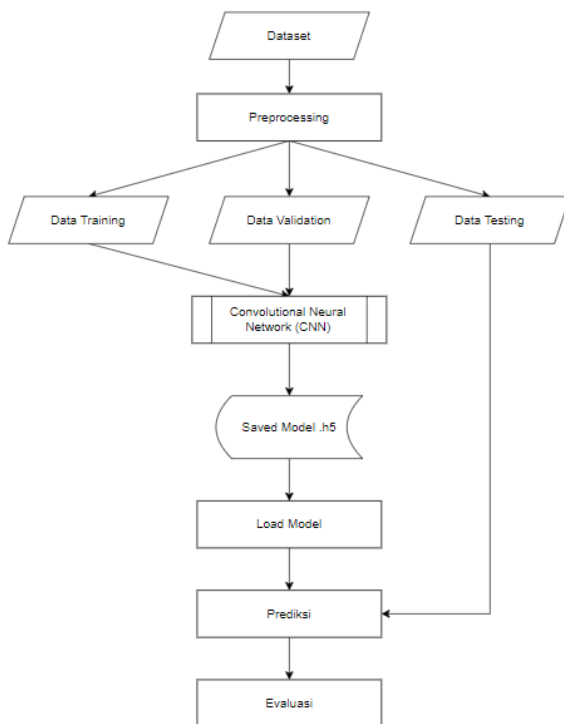 Dataset
Preprocessing
Data Training
Data Validation
Data Testing
Convolutional Neural
Network (CNN)
Saved Model .h5
Load Model
Prediksi
Evaluasi